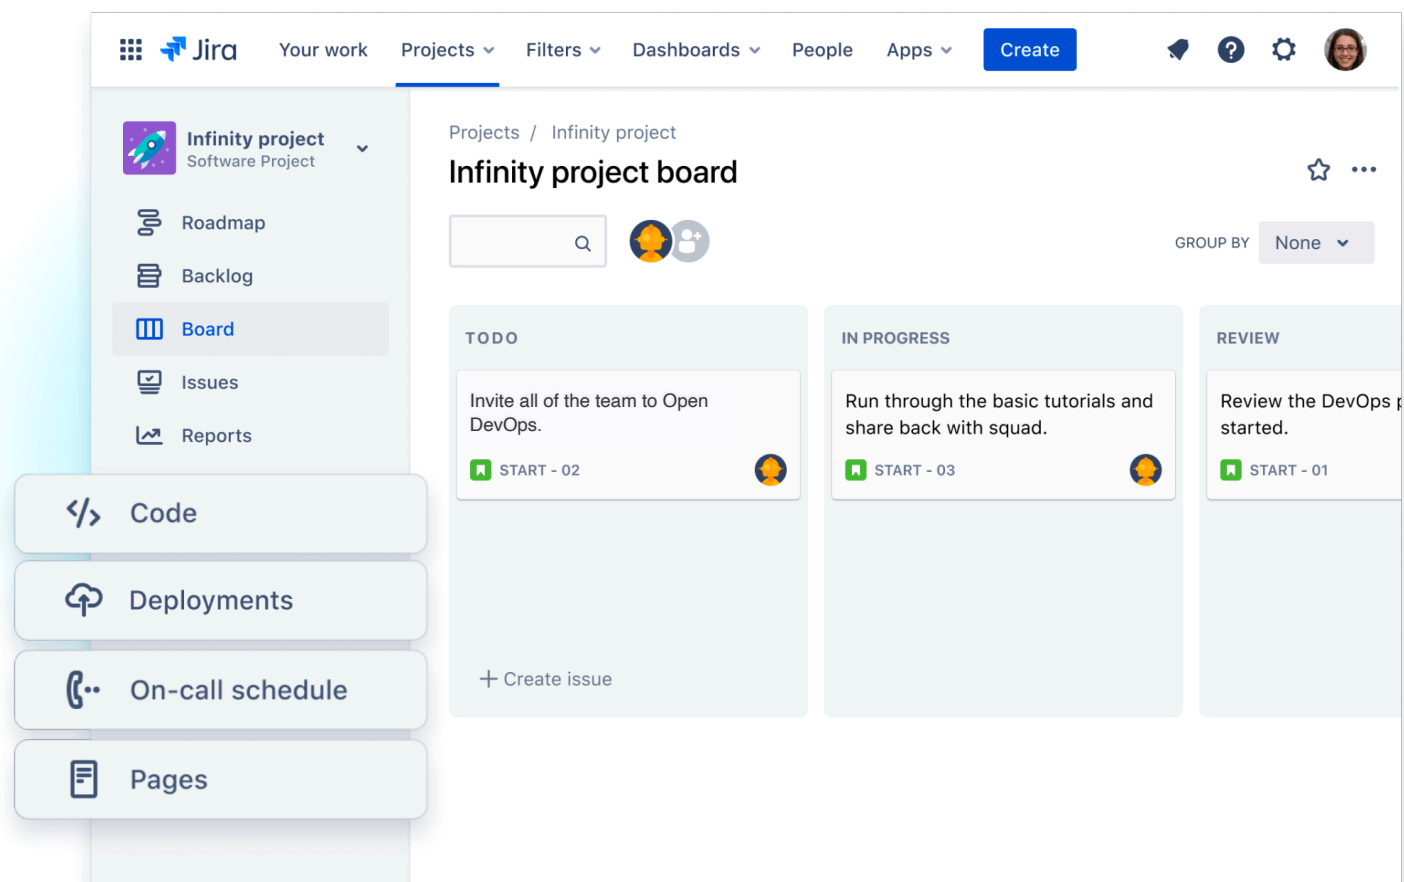 Jira
Your work
Projects
Filters
Dashboards
People
Apps
Create
Infinity project
Software Project
Roadmap
Backlog
Board
Issues
Reports
Code
Deployments
On-call schedule
Pages
Projects / Infinity project
Infinity project board
GROUP BY
None
TODO
Invite all of the team to Open
DevOps.
START - 02
+ Create issue
IN PROGRESS
Run through the basic tutorials and
share back with squad.
START - 03
REVIEW
Review the DevOps
started.
START - 01